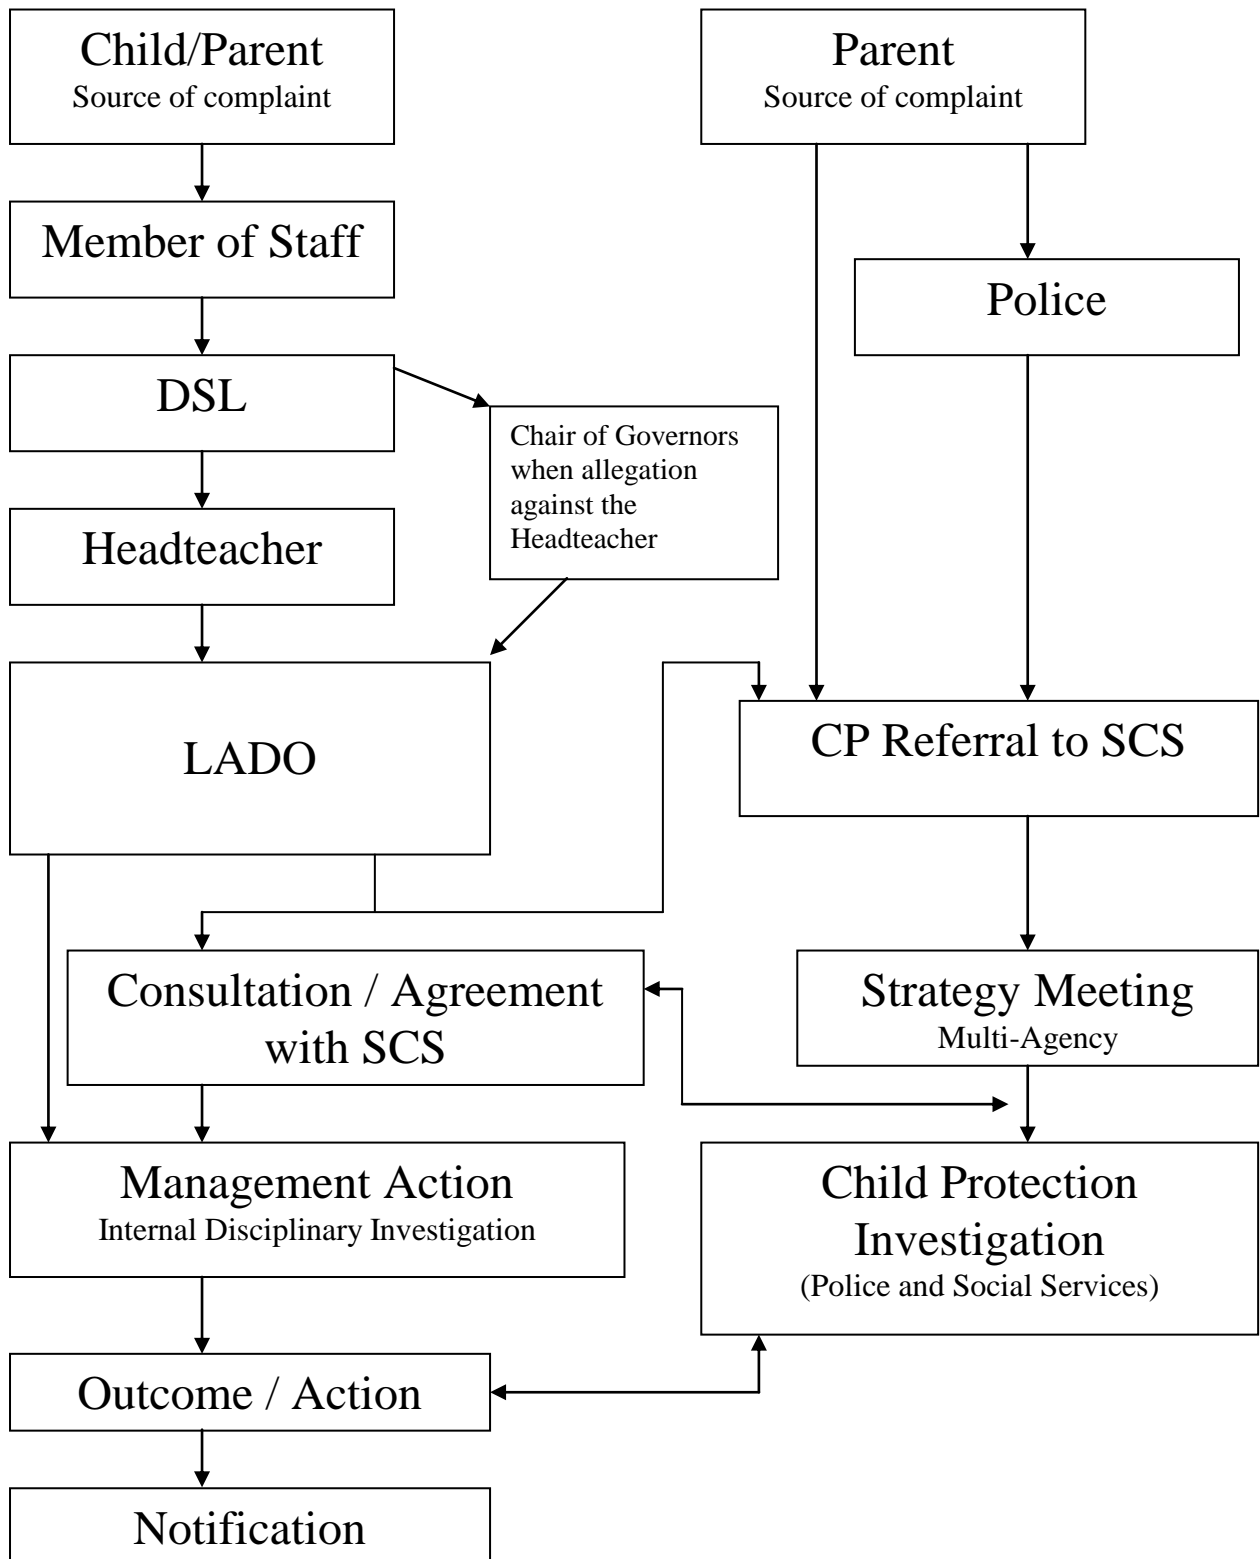 Child/Parent
Source of complaint
Parent
Source of complaint
Member of Staff
Police
DSL
Chair of Governors
when allegation
against the
Headteacher
Headteacher
LADO
CP Referral to SCS
Consultation / Agreement
with SCS
Strategy Meeting
Multi-Agency
Management Action
Internal Disciplinary Investigation
Child Protection
Investigation
(Police and Social Services)
Outcome / Action
Notification